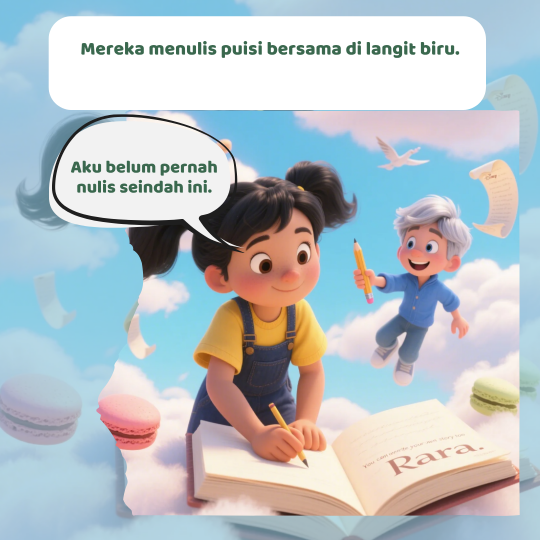 Mereka menulis puisi bersama di langit biru.
Aku belum pernah
nulis seindah ini.
Rara.